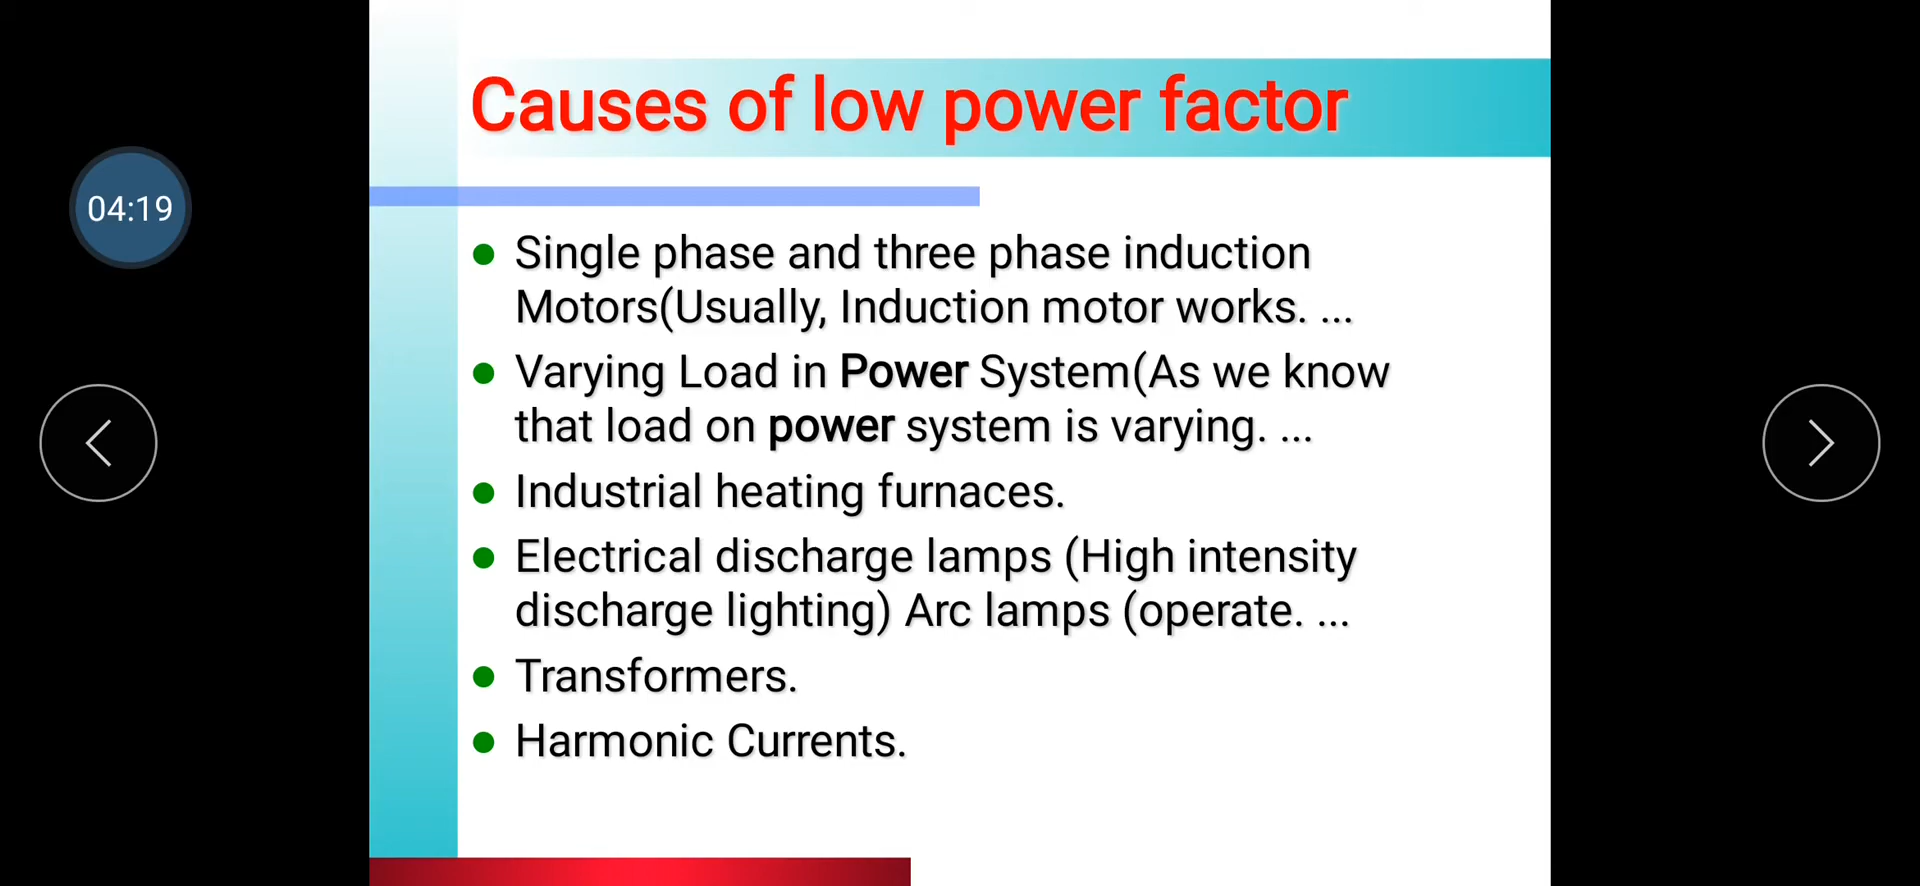 Causes of low power factor
04:19
● Single phase and three phase induction
Motors(Usually, Induction motor works. ...
● Varying Load in Power System(As we know
that load on power system is varying. ...
● Industrial heating furnaces.
● Electrical discharge lamps (High intensity
discharge lighting) Arc lamps (operate. ...
● Transformers.
● Harmonic Currents.